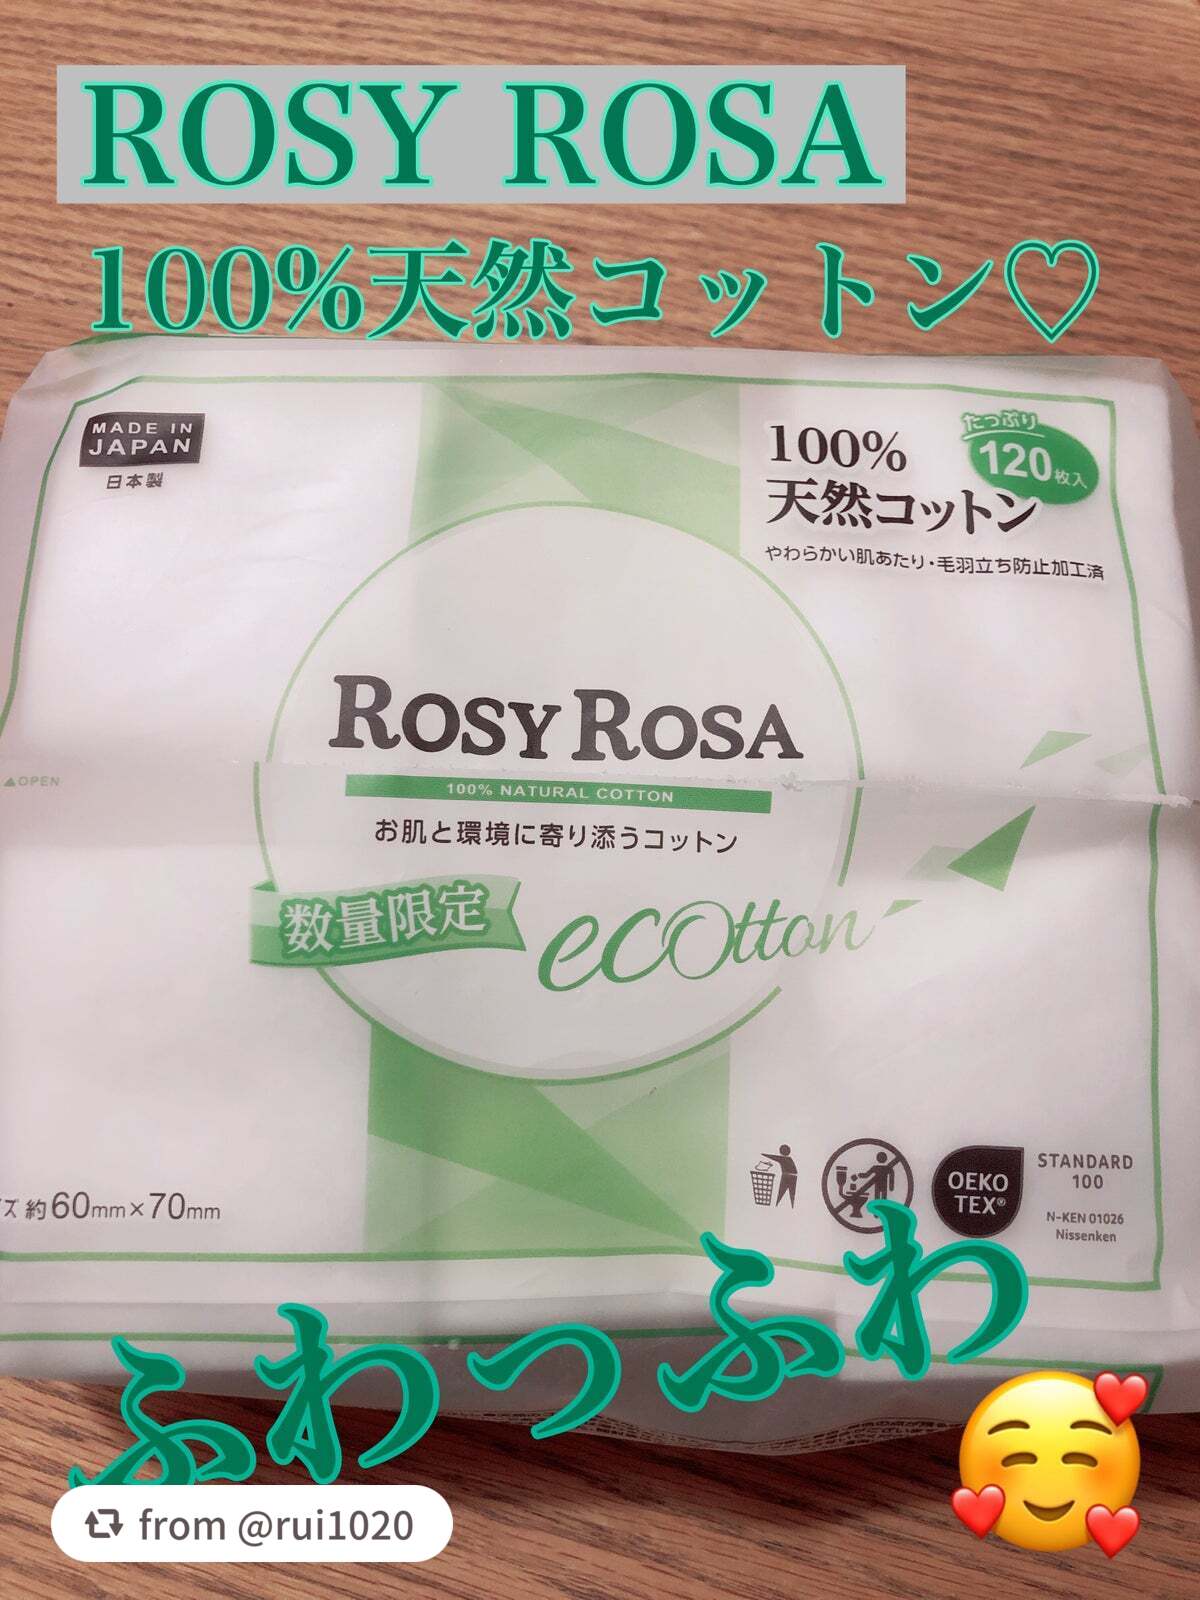 ROSY ROSA
100%天然コットン♡
MADE IN
JAPAN
日本製
100%
天然コットン
たっぷり
120枚入
やわらかい肌あたり・毛羽立ち防止加工済
ROSY ROSA
▲OPEN
100% NATURAL COTTON
お肌と環境に寄り添うコットン
数量限定
ecOtton
ズ 約60mm×70mm
OEKO
TEX®
STANDARD
100
N-KEN 01026
Nissenken
ふわっふわ
from @rui1020